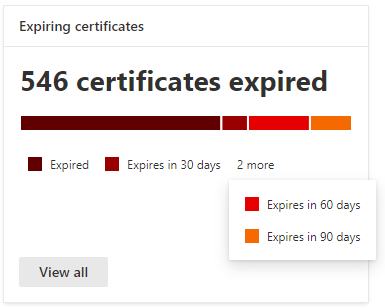 Expiring certificates
546 certificates expired
Expired Expires in 30 days 2 more
Expires in 60 days
Expires in 90 days
View all